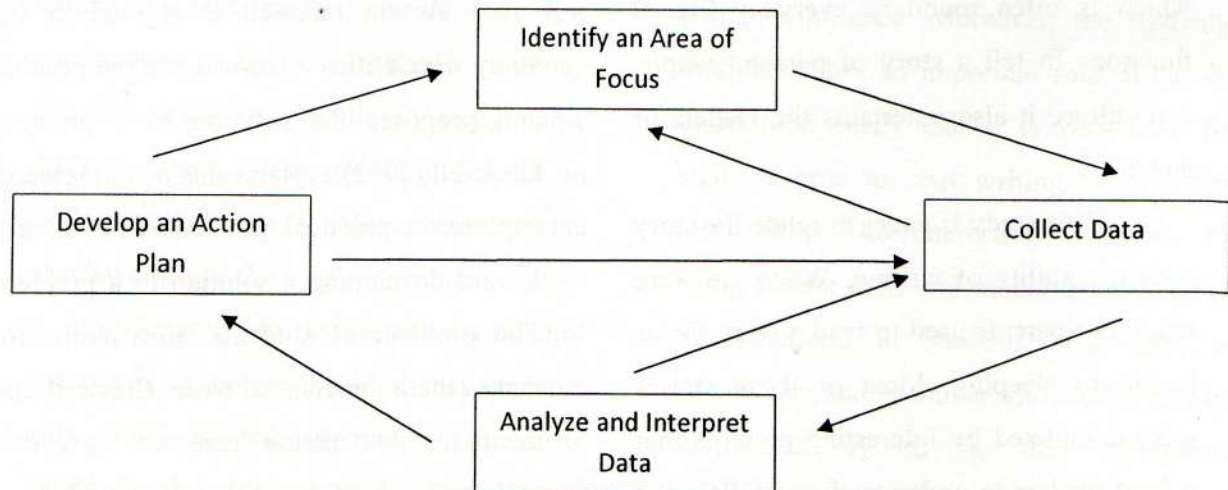 Identify an Area of
Focus
Develop an Action
Plan
Collect Data
Analyze and Interpret
Data